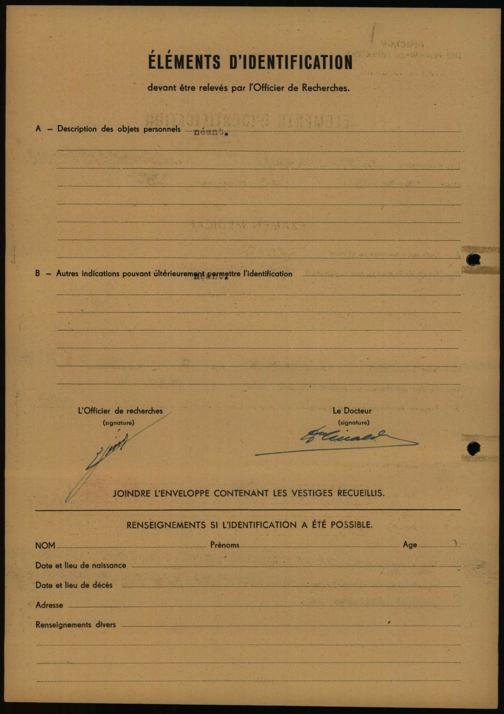 ÉLÉMENTS D'IDENTIFICATION
devant être relevés par l'Officier de Recherches.
A – Description des objets personnels néant.
B – Autres indications pouvant ültérieurement permettre l'identification néant.
L'Officier de recherches
(signature)
Le Docteur
(signature)
JOINDRE L'ENVELOPPE CONTENANT LES VESTIGES RECUEILLIS.
RENSEIGNEMENTS SI L'IDENTIFICATION A ÉTÉ POSSIBLE.
NOM Prénoms Age
Date et lieu de naissance
Date et lieu de décès
Adresse
Renseignements divers